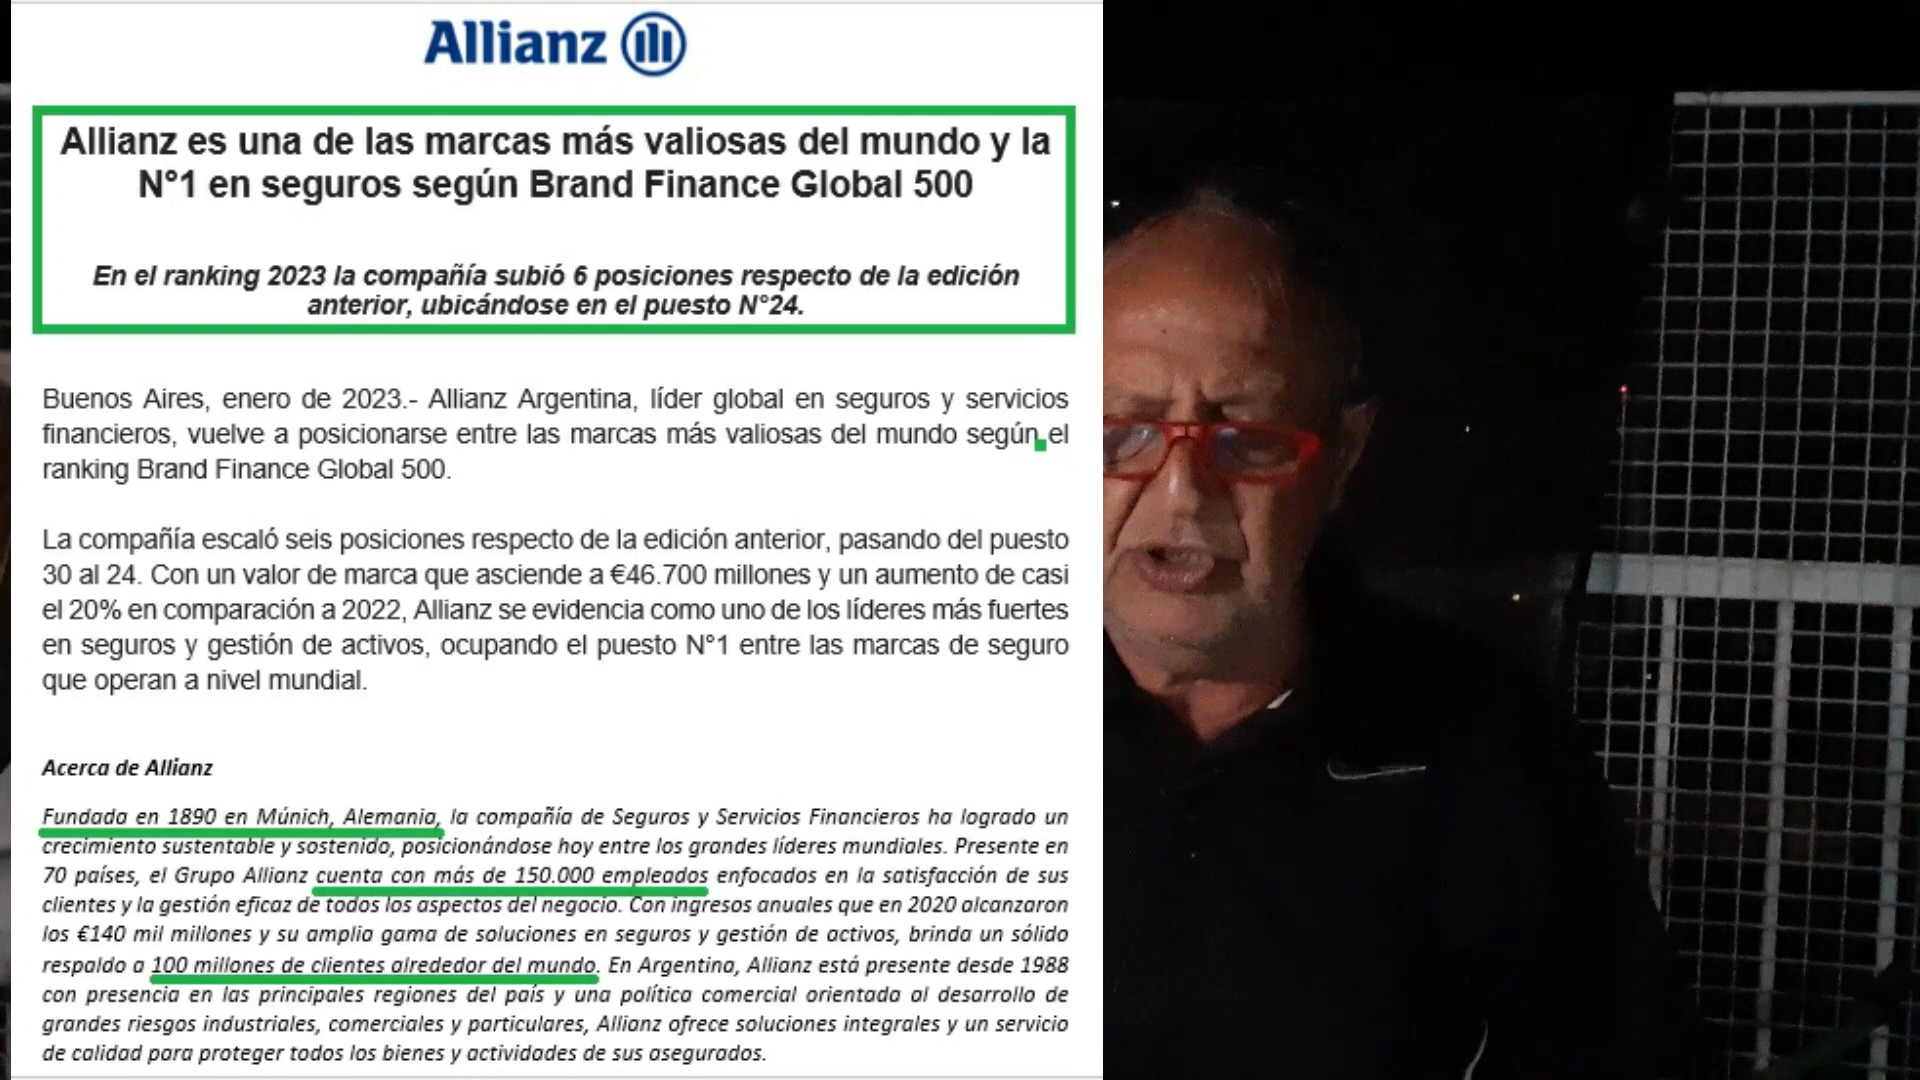 Allianz
Allianz es una de las marcas más valiosas del mundo y la
N°1 en seguros según Brand Finance Global 500
En el ranking 2023 la compañía subió 6 posiciones respecto de la edición
anterior, ubicándose en el puesto N°24.
Buenos Aires, enero de 2023.- Allianz Argentina, líder global en seguros y servicios
financieros, vuelve a posicionarse entre las marcas más valiosas del mundo según el
ranking Brand Finance Global 500.
La compañía escaló seis posiciones respecto de la edición anterior, pasando del puesto
30 al 24. Con un valor de marca que asciende a €46.700 millones y un aumento de casi
el 20% en comparación a 2022, Allianz se evidencia como uno de los líderes más fuertes
en seguros y gestión de activos, ocupando el puesto N°1 entre las marcas de seguro
que operan a nivel mundial.
Acerca de Allianz
Fundada en 1890 en Múnich, Alemania, la compañía de Seguros y Servicios Financieros ha logrado un
crecimiento sustentable y sostenido, posicionándose hoy entre los grandes líderes mundiales. Presente en
70 países, el Grupo Allianz cuenta con más de 150.000 empleados enfocados en la satisfacción de sus
clientes y la gestión eficaz de todos los aspectos del negocio. Con ingresos anuales que en 2020 alcanzaron
los €140 mil millones y su amplia gama de soluciones en seguros y gestión de activos, brinda un sólido
respaldo a 100 millones de clientes alrededor del mundo. En Argentina, Allianz está presente desde 1988
con presencia en las principales regiones del país y una política comercial orientada al desarrollo de
grandes riesgos industriales, comerciales y particulares, Allianz ofrece soluciones integrales y un servicio
de calidad para proteger todos los bienes y actividades de sus asegurados.